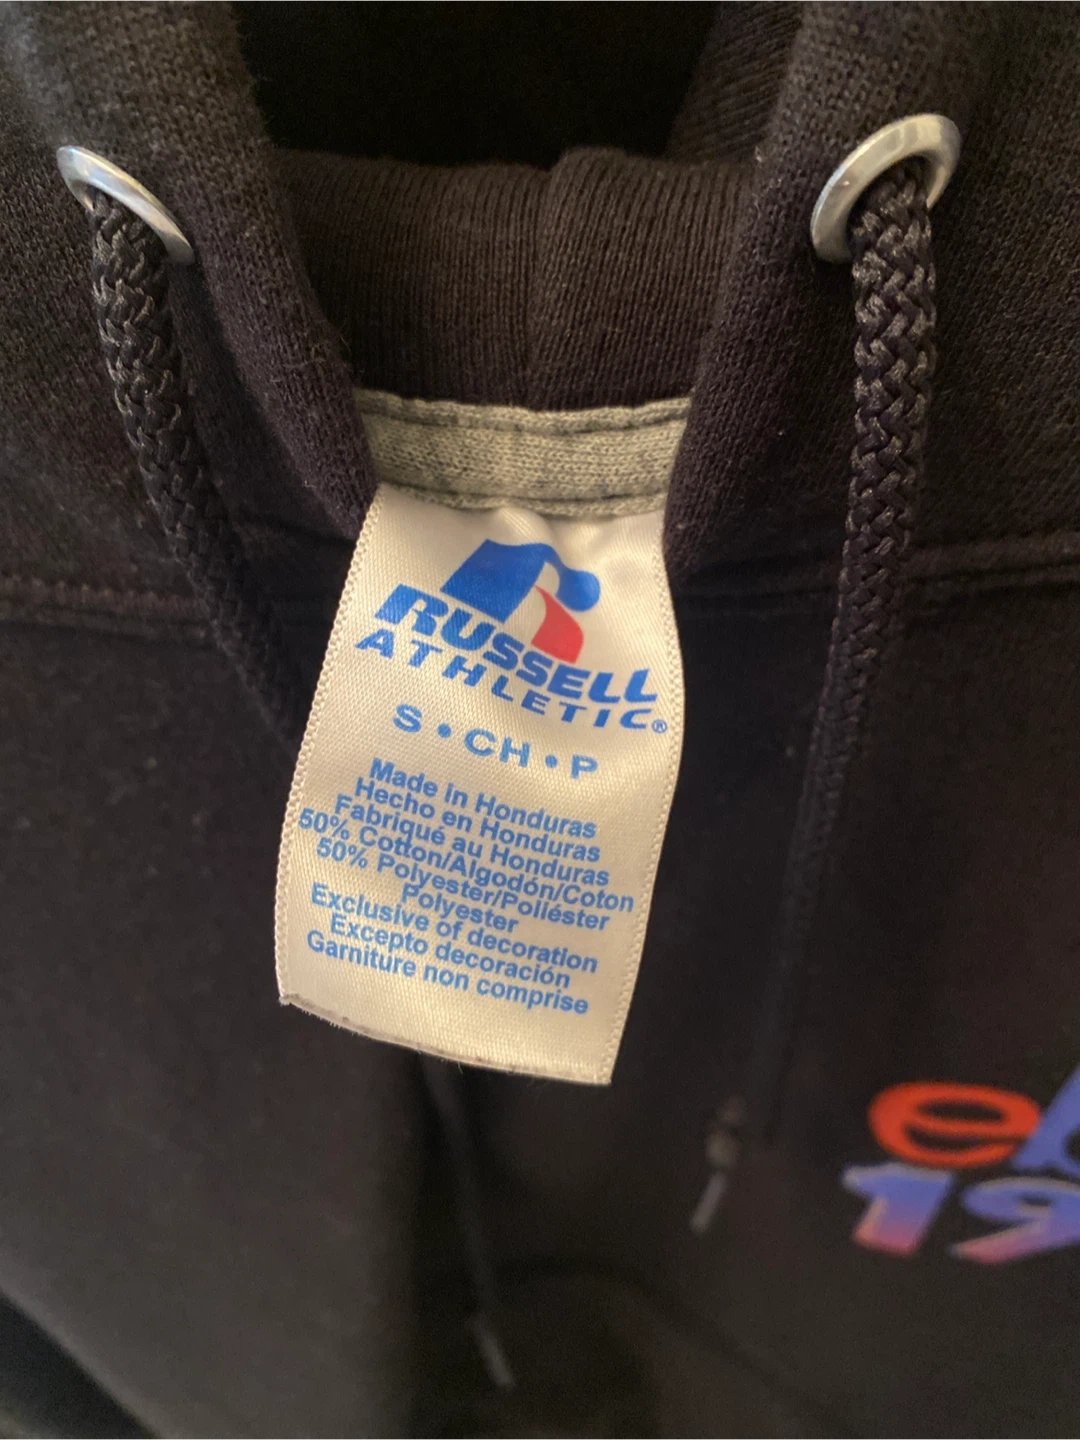 RUSSELL
ATHLETIC®
S • CH • P
Made in Honduras
Hecho en Honduras
Fabriqué au Honduras
50% Cotton/Algodón/Coton
50% Polyester/Poliéster
Polyester
Exclusive of decoration
Excepto decoración
Garniture non comprise
e
19